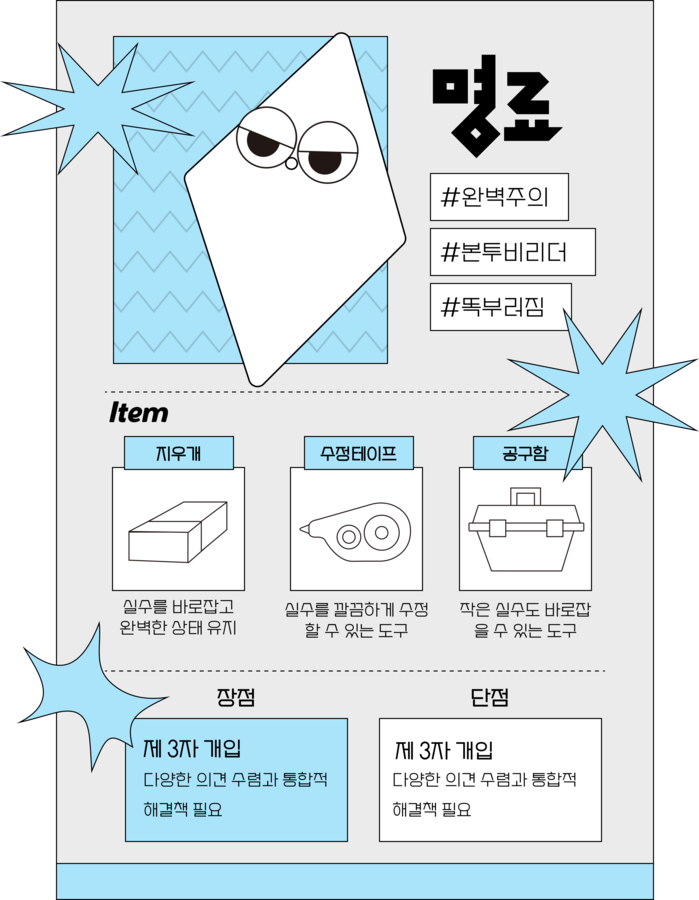 명료
#완벽주의
#본투비리더
#똑부러짐
Item
지우개
수정테이프
공구함
실수를 바로잡고
완벽한 상태 유지
실수를 깔끔하게 수정
할 수 있는 도구
작은 실수도 바로잡
을 수 있는 도구
장점
단점
제 3자 개입
다양한 의견 수렴과 통합적
해결책 필요
제 3자 개입
다양한 의견 수렴과 통합적
해결책 필요